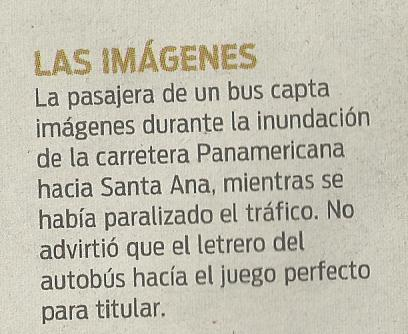 LAS IMÁGENES
La pasajera de un bus capta
imágenes durante la inundación
de la carretera Panamericana
hacia Santa Ana, mientras se
había paralizado el tráfico. No
advirtió que el letrero del
autobús hacía el juego perfecto
para titular.